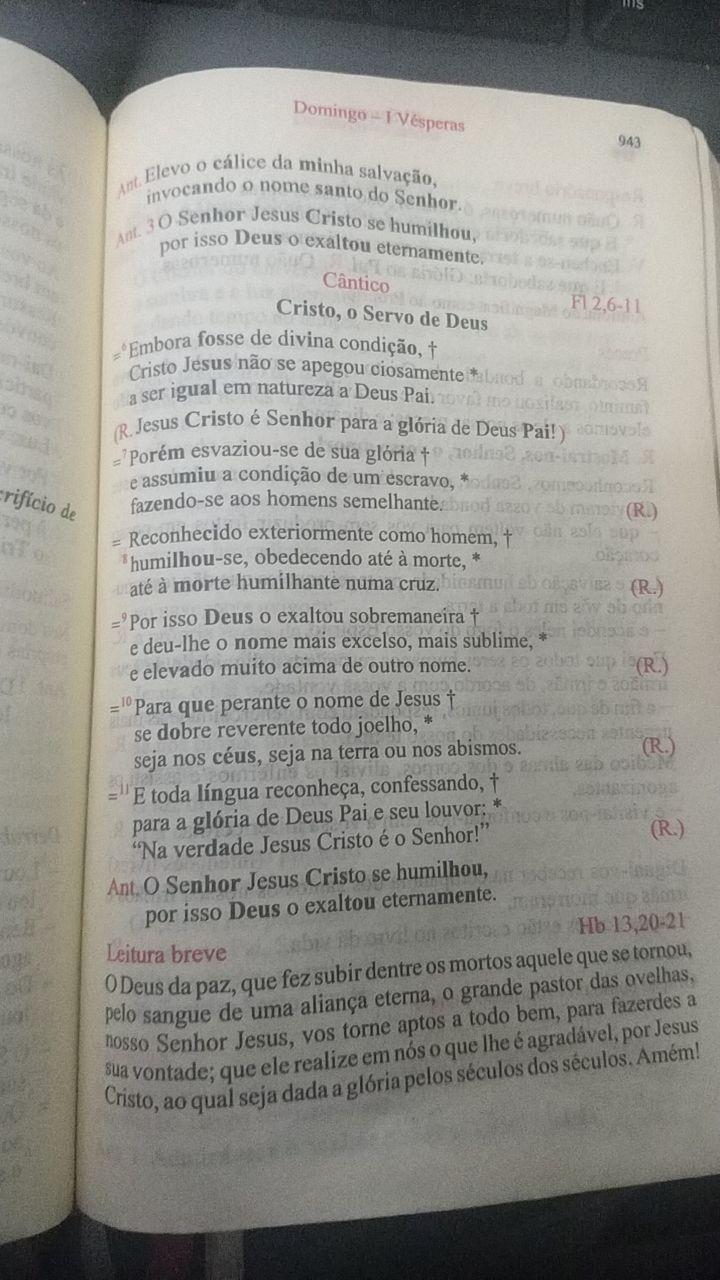 Domingo – I Vésperas
943
Ant. Elevo o cálice da minha salvação,
invocando o nome santo do Senhor.
Ant. 3 O Senhor Jesus Cristo se humilhou,
por isso Deus o exaltou eternamente.
Cântico
Fl 2,6-11
Cristo, o Servo de Deus
=⁶Embora fosse de divina condição, †
Cristo Jesus não se apegou ciosamente *
a ser igual em natureza a Deus Pai.
(R. Jesus Cristo é Senhor para a glória de Deus Pai!)
=⁷Porém esvaziou-se de sua glória †
e assumiu a condição de um escravo, *
fazendo-se aos homens semelhante. (R.)
= Reconhecido exteriormente como homem, †
⁸humilhou-se, obedecendo até à morte, *
até à morte humilhante numa cruz. (R.)
=⁹Por isso Deus o exaltou sobremaneira †
e deu-lhe o nome mais excelso, mais sublime, *
e elevado muito acima de outro nome. (R.)
=¹⁰Para que perante o nome de Jesus †
se dobre reverente todo joelho, *
seja nos céus, seja na terra ou nos abismos. (R.)
=¹¹E toda língua reconheça, confessando, †
para a glória de Deus Pai e seu louvor: *
“Na verdade Jesus Cristo é o Senhor!” (R.)
Ant. O Senhor Jesus Cristo se humilhou,
por isso Deus o exaltou eternamente.
Leitura breve Hb 13,20-21
O Deus da paz, que fez subir dentre os mortos aquele que se tornou,
pelo sangue de uma aliança eterna, o grande pastor das ovelhas,
nosso Senhor Jesus, vos torne aptos a todo bem, para fazerdes a
sua vontade; que ele realize em nós o que lhe é agradável, por Jesus
Cristo, ao qual seja dada a glória pelos séculos dos séculos. Amém!